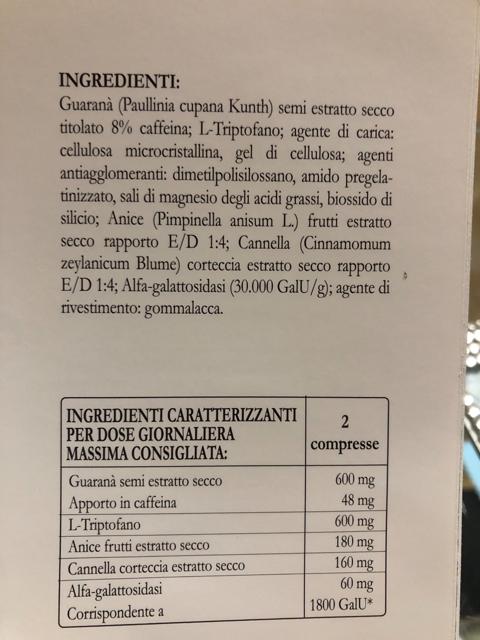 INGREDIENTI:
Guaranà (Paullinia cupana Kunth) semi estratto secco
titolato 8% caffeina; L-Triptofano; agente di carica:
cellulosa microcristallina, gel di cellulosa; agenti
antiagglomeranti: dimetilpolisilossano, amido pregela-
tinizzato, sali di magnesio degli acidi grassi, biossido di
silicio; Anice (Pimpinella anisum L.) frutti estratto
secco rapporto E/D 1:4; Cannella (Cinnamomum
zeylanicum Blume) corteccia estratto secco rapporto
E/D 1:4; Alfa-galattosidasi (30.000 GalU/g); agente di
rivestimento: gommalacca.
INGREDIENTI CARATTERIZZANTI
PER DOSE GIORNALIERA
MASSIMA CONSIGLIATA:
2
compresse
Guaranà semi estratto secco 600 mg
Apporto in caffeina 48 mg
L-Triptofano 600 mg
Anice frutti estratto secco 180 mg
Cannella corteccia estratto secco 160 mg
Alfa-galattosidasi 60 mg
Corrispondente a 1800 GalU*